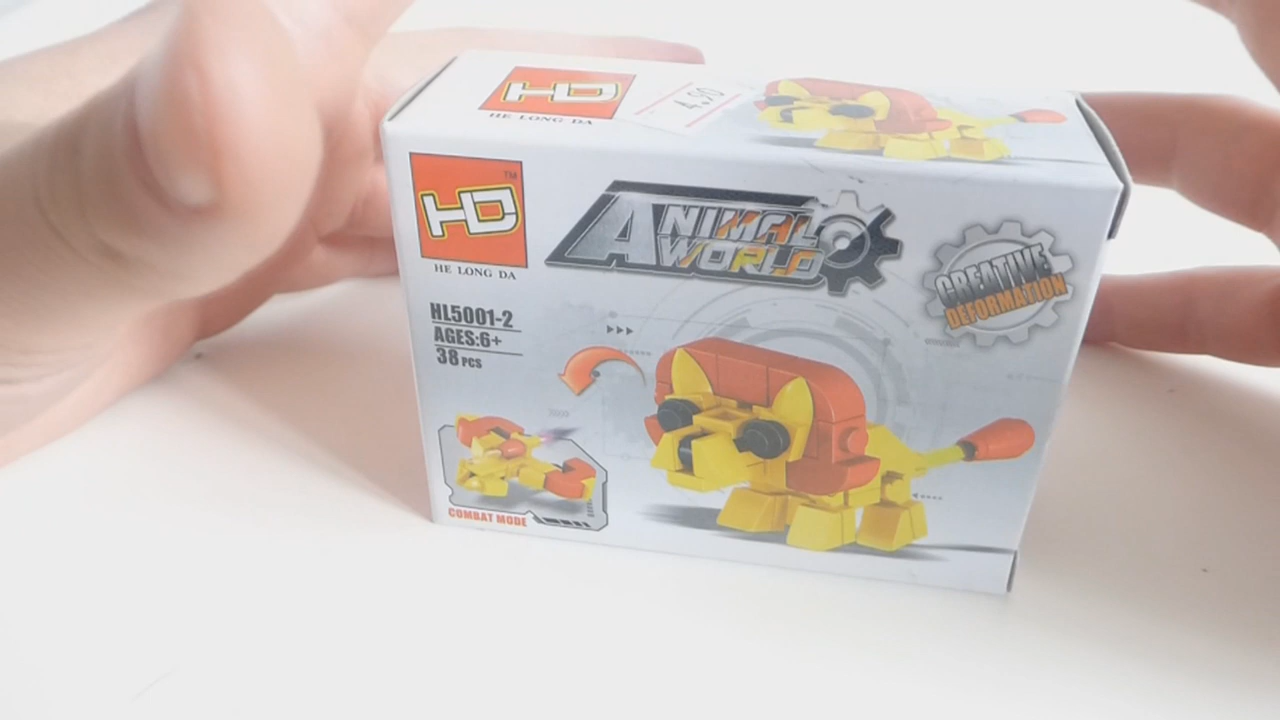 HD
HE LONG DA
4.50
HD™
HE LONG DA
ANIMAL
WORLD
CREATIVE
DEFORMATION
HL5001-2
AGES:6+
38 PCS
COMBAT MODE